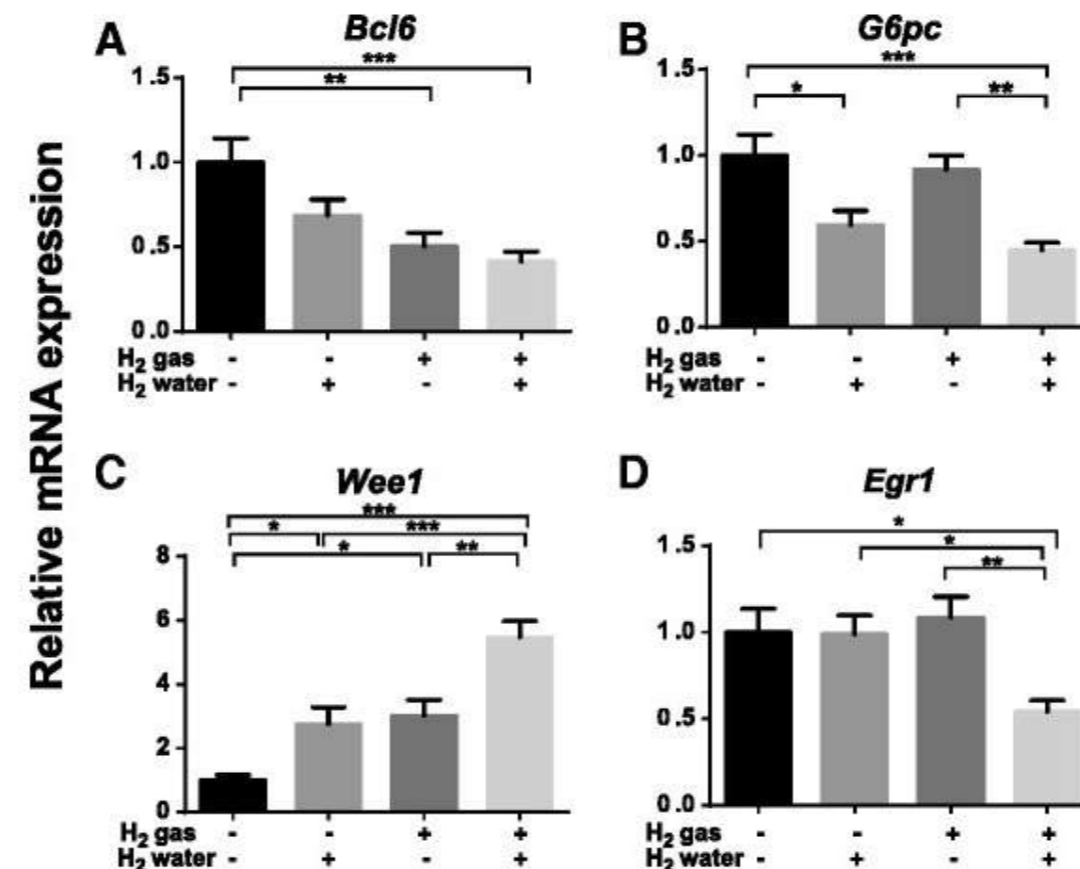 Relative mRNA expression
A
Bcl6
***
**
1.5
1.0
0.5
0.0
H2 gas - - + +
H2 water - + - +
B
G6pc
***
* **
1.5
1.0
0.5
0.0
H2 gas - - + +
H2 water - + - +
C
Wee1
***
* ***
* **
8
6
4
2
0
H2 gas - - + +
H2 water - + - +
D
Egr1
*
*
**
1.5
1.0
0.5
0.0
H2 gas - - + +
H2 water - + - +